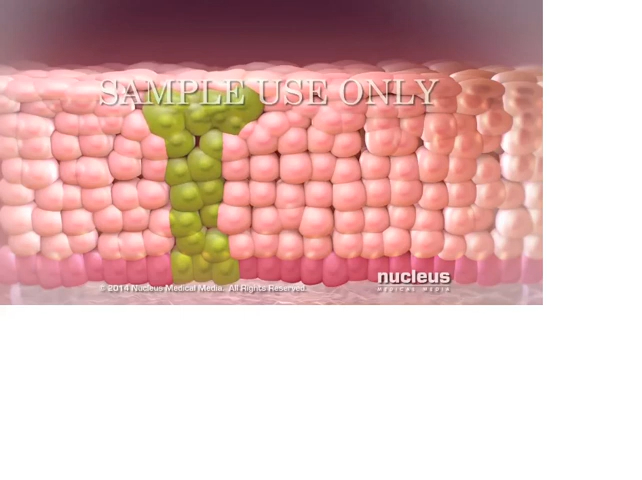 SAMPLE USE ONLY
nucleus
MEDICAL MEDIA
© 2014 Nucleus Medical Media. All Rights Reserved.